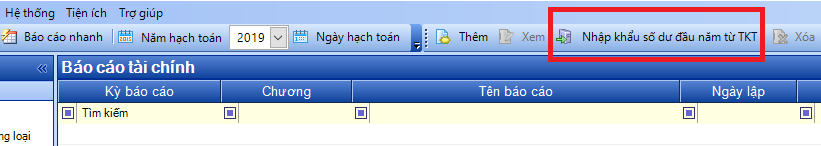 Hệ thống Tiện ích Trợ giúp
Báo cáo nhanh Năm hạch toán 2019 Ngày hạch toán Thêm Xem Nhập khẩu số dư đầu năm từ TKT Xóa
Báo cáo tài chính
Kỳ báo cáo Chương Tên báo cáo Ngày lập
Tìm kiếm
ng loại